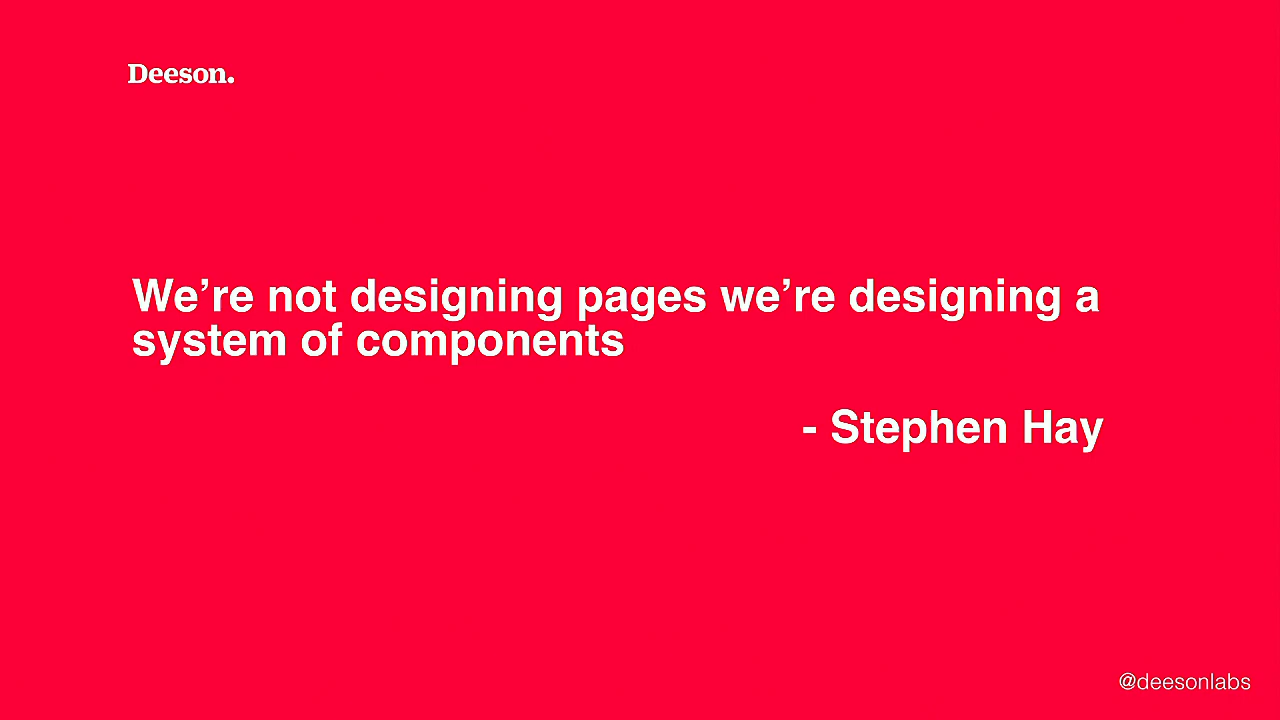 Deeson.
We’re not designing pages we’re designing a
system of components
- Stephen Hay
@deesonlabs